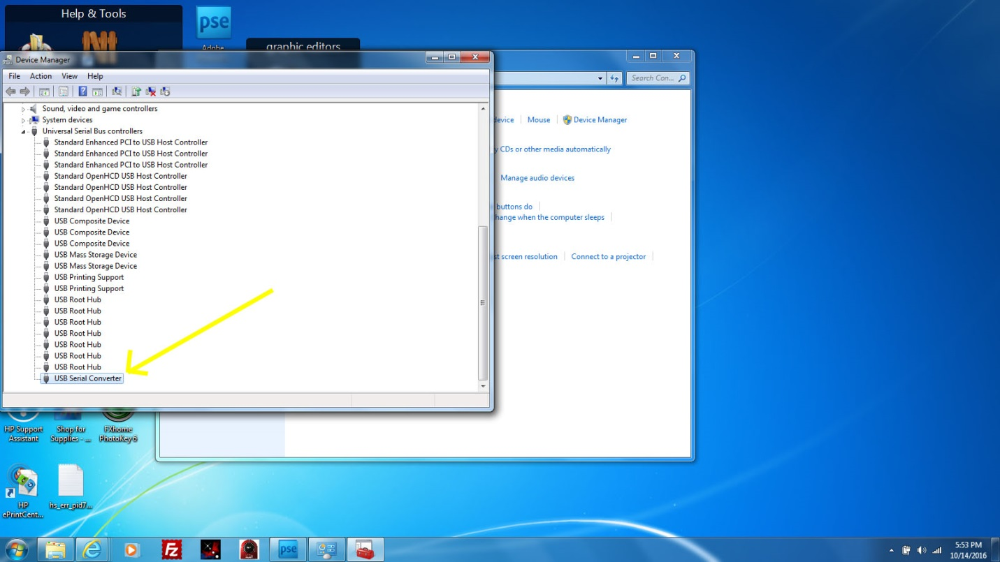 Help & Tools
pse
Adobe
graphic editors
Device Manager
File Action View Help
Search Con...
Sound, video and game controllers
System devices
Universal Serial Bus controllers
Standard Enhanced PCI to USB Host Controller
Standard Enhanced PCI to USB Host Controller
Standard Enhanced PCI to USB Host Controller
Standard OpenHCD USB Host Controller
Standard OpenHCD USB Host Controller
Standard OpenHCD USB Host Controller
Standard OpenHCD USB Host Controller
USB Composite Device
USB Composite Device
USB Composite Device
USB Mass Storage Device
USB Mass Storage Device
USB Printing Support
USB Printing Support
USB Root Hub
USB Root Hub
USB Root Hub
USB Root Hub
USB Root Hub
USB Root Hub
USB Root Hub
USB Serial Converter
device Mouse Device Manager
y CDs or other media automatically
Manage audio devices
buttons do
hange when the computer sleeps
st screen resolution Connect to a projector
HP Support
Assistant
Shop for
Supplies - ...
FXhome
PhotoKey 6
HP
ePrintCent...
hs_err_pid7...
Fz
pse
5:53 PM
10/14/2016